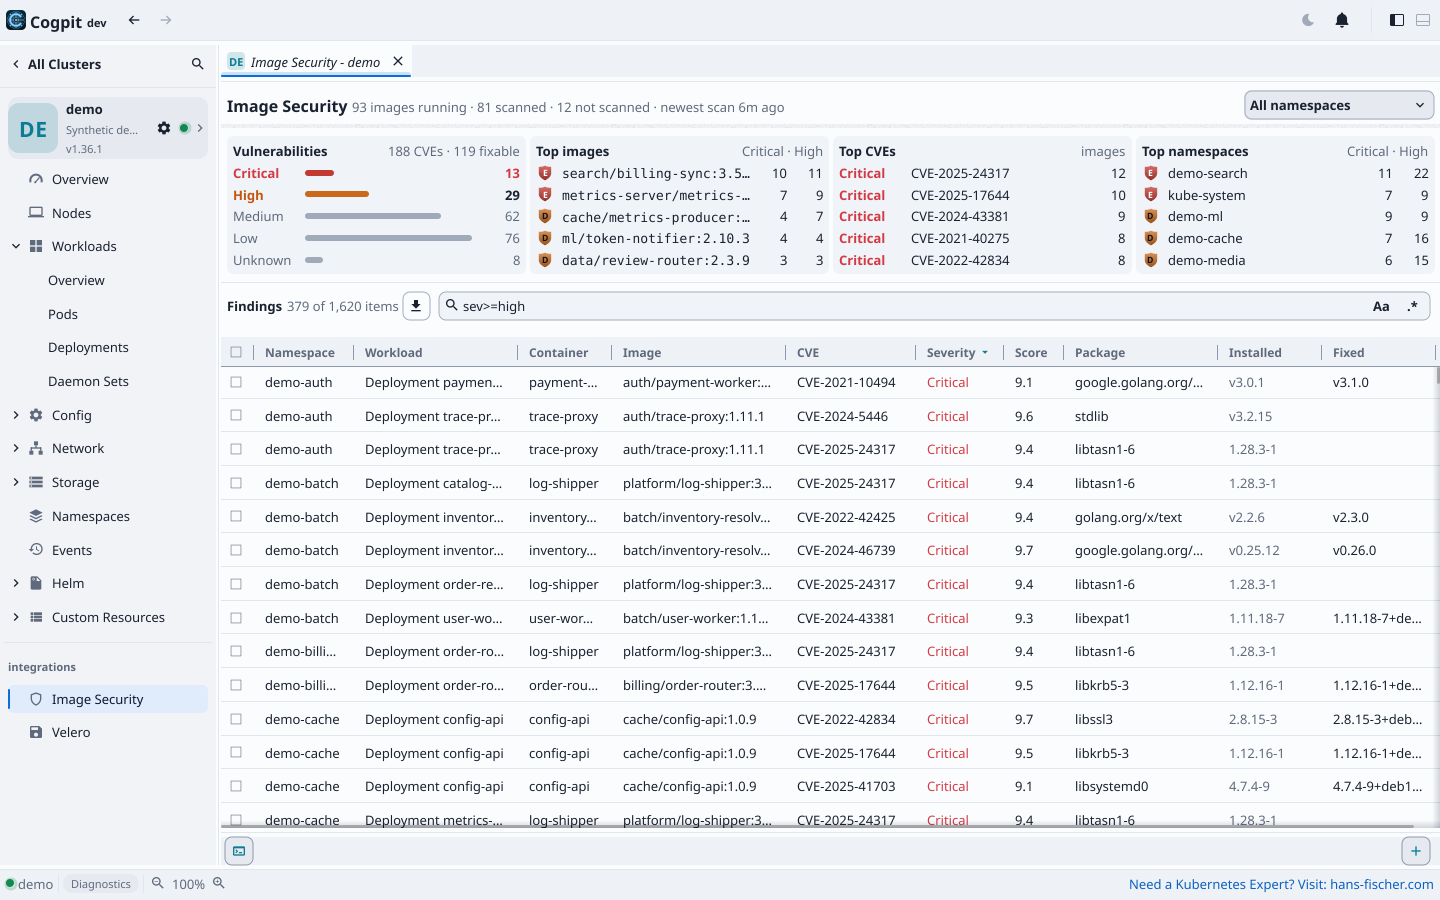 Cogpit dev
All Clusters
demo
Synthetic de...
v1.36.1
DE
Overview
Nodes
Workloads
Overview
Pods
Deployments
Daemon Sets
Config
Network
Storage
Namespaces
Events
Helm
Custom Resources
integrations
Image Security
Velero
DE Image Security - demo
Image Security 93 images running · 81 scanned · 12 not scanned · newest scan 6m ago
All namespaces
Vulnerabilities 188 CVEs · 119 fixable
Critical 13
High 29
Medium 62
Low 76
Unknown 8
Top images Critical · High
E search/billing-sync:3.5… 10 11
E metrics-server/metrics-… 7 9
D cache/metrics-producer:… 4 7
D ml/token-notifier:2.10.3 4 4
D data/review-router:2.3.9 3 3
Top CVEs images
Critical CVE-2025-24317 12
Critical CVE-2025-17644 10
Critical CVE-2024-43381 9
Critical CVE-2021-40275 8
Critical CVE-2022-42834 8
Top namespaces Critical · High
E demo-search 11 22
E kube-system 7 9
D demo-ml 9 9
D demo-cache 7 16
D demo-media 6 15
Findings 379 of 1,620 items
sev>=high
Aa .*
Namespace Workload Container Image CVE Severity Score Package Installed Fixed
demo-auth Deployment paymen... payment-... auth/payment-worker:... CVE-2021-10494 Critical 9.1 google.golang.org/... v3.0.1 v3.1.0
demo-auth Deployment trace-pr... trace-proxy auth/trace-proxy:1.11.1 CVE-2024-5446 Critical 9.6 stdlib v3.2.15
demo-auth Deployment trace-pr... trace-proxy auth/trace-proxy:1.11.1 CVE-2025-24317 Critical 9.4 libtasn1-6 1.28.3-1
demo-batch Deployment catalog-... log-shipper platform/log-shipper:3... CVE-2025-24317 Critical 9.4 libtasn1-6 1.28.3-1
demo-batch Deployment inventor... inventory... batch/inventory-resolv... CVE-2022-42425 Critical 9.4 golang.org/x/text v2.2.6 v2.3.0
demo-batch Deployment inventor... inventory... batch/inventory-resolv... CVE-2024-46739 Critical 9.7 google.golang.org/... v0.25.12 v0.26.0
demo-batch Deployment order-re... log-shipper platform/log-shipper:3... CVE-2025-24317 Critical 9.4 libtasn1-6 1.28.3-1
demo-batch Deployment user-wo... user-wor... batch/user-worker:1.1... CVE-2024-43381 Critical 9.3 libexpat1 1.11.18-7 1.11.18-7+de...
demo-billi... Deployment order-ro... log-shipper platform/log-shipper:3... CVE-2025-24317 Critical 9.4 libtasn1-6 1.28.3-1
demo-billi... Deployment order-ro... order-rou... billing/order-router:3.... CVE-2025-17644 Critical 9.5 libkrb5-3 1.12.16-1 1.12.16-1+de...
demo-cache Deployment config-api config-api cache/config-api:1.0.9 CVE-2022-42834 Critical 9.7 libssl3 2.8.15-3 2.8.15-3+deb...
demo-cache Deployment config-api config-api cache/config-api:1.0.9 CVE-2025-17644 Critical 9.5 libkrb5-3 1.12.16-1 1.12.16-1+de...
demo-cache Deployment config-api config-api cache/config-api:1.0.9 CVE-2025-41703 Critical 9.1 libsystemd0 4.7.4-9 4.7.4-9+deb1...
demo-cache Deployment metrics-... log-shipper platform/log-shipper:3... CVE-2025-24317 Critical 9.4 libtasn1-6 1.28.3-1
demo Diagnostics 100% Need a Kubernetes Expert? Visit: hans-fischer.com